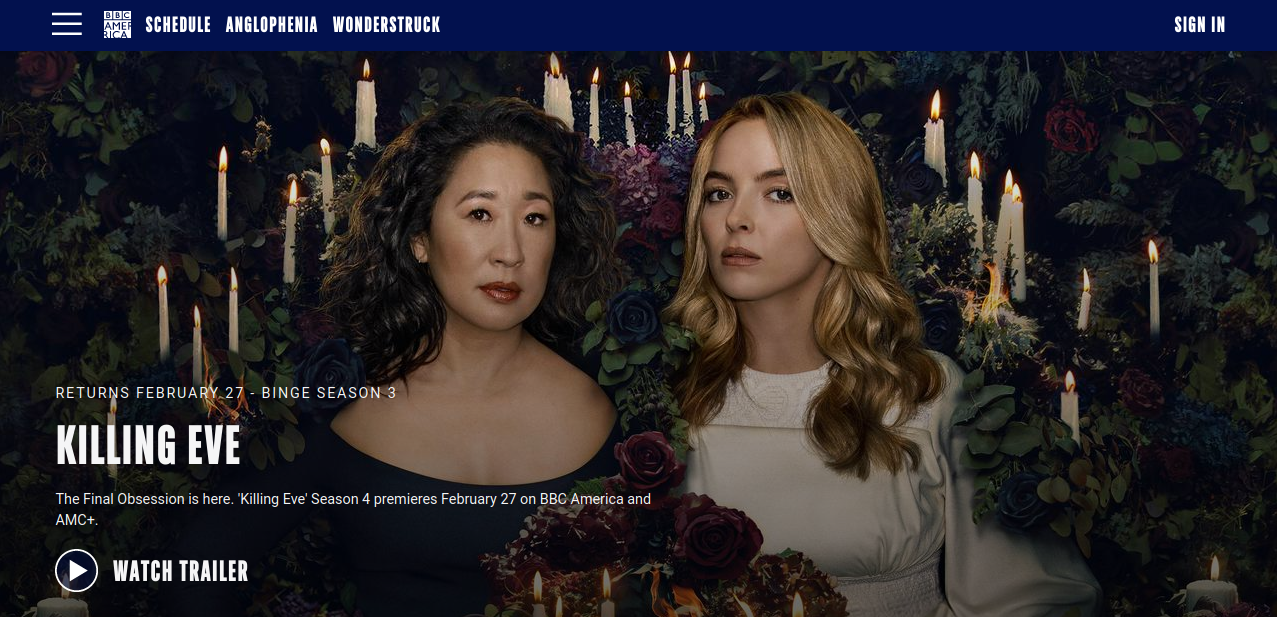 BBC
AMERICA
SCHEDULE ANGLOPHENIA WONDERSTRUCK
SIGN IN
RETURNS FEBRUARY 27 - BINGE SEASON 3
KILLING EVE
The Final Obsession is here. 'Killing Eve' Season 4 premieres February 27 on BBC America and
AMC+.
WATCH TRAILER